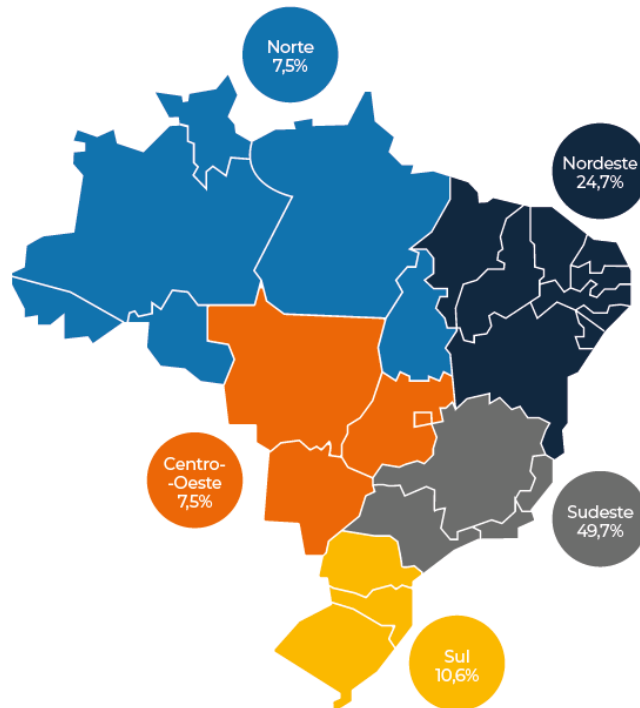 Norte
7,5%
Nordeste
24,7%
Centro-
-Oeste
7,5%
Sudeste
49,7%
Sul
10,6%